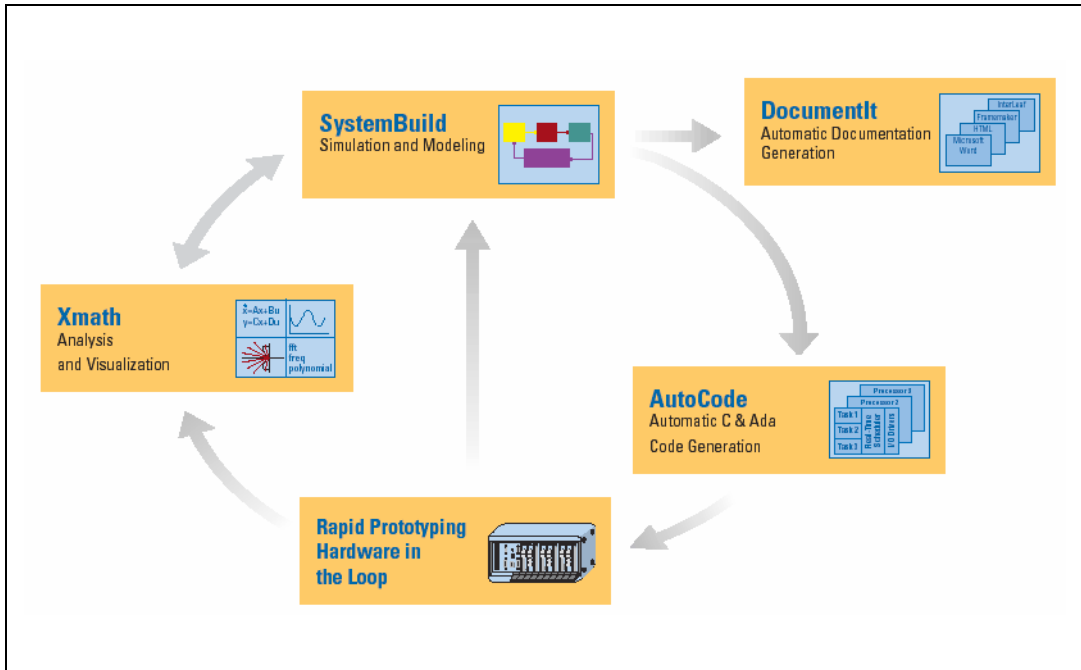 SystemBuild
Simulation and Modeling
DocumentIt
Automatic Documentation
Generation
InterLeaf
Framemaker
HTML
Microsoft
Word
Xmath
Analysis
and Visualization
ẋ=Ax+Bu
y=Cx+Du
fft
freq
polynomial
AutoCode
Automatic C & Ada
Code Generation
Processor 3
Processor 2
Task 1
Task 2
Task 3
Real-Time
Scheduler
I/O Drivers
Rapid Prototyping
Hardware in
the Loop